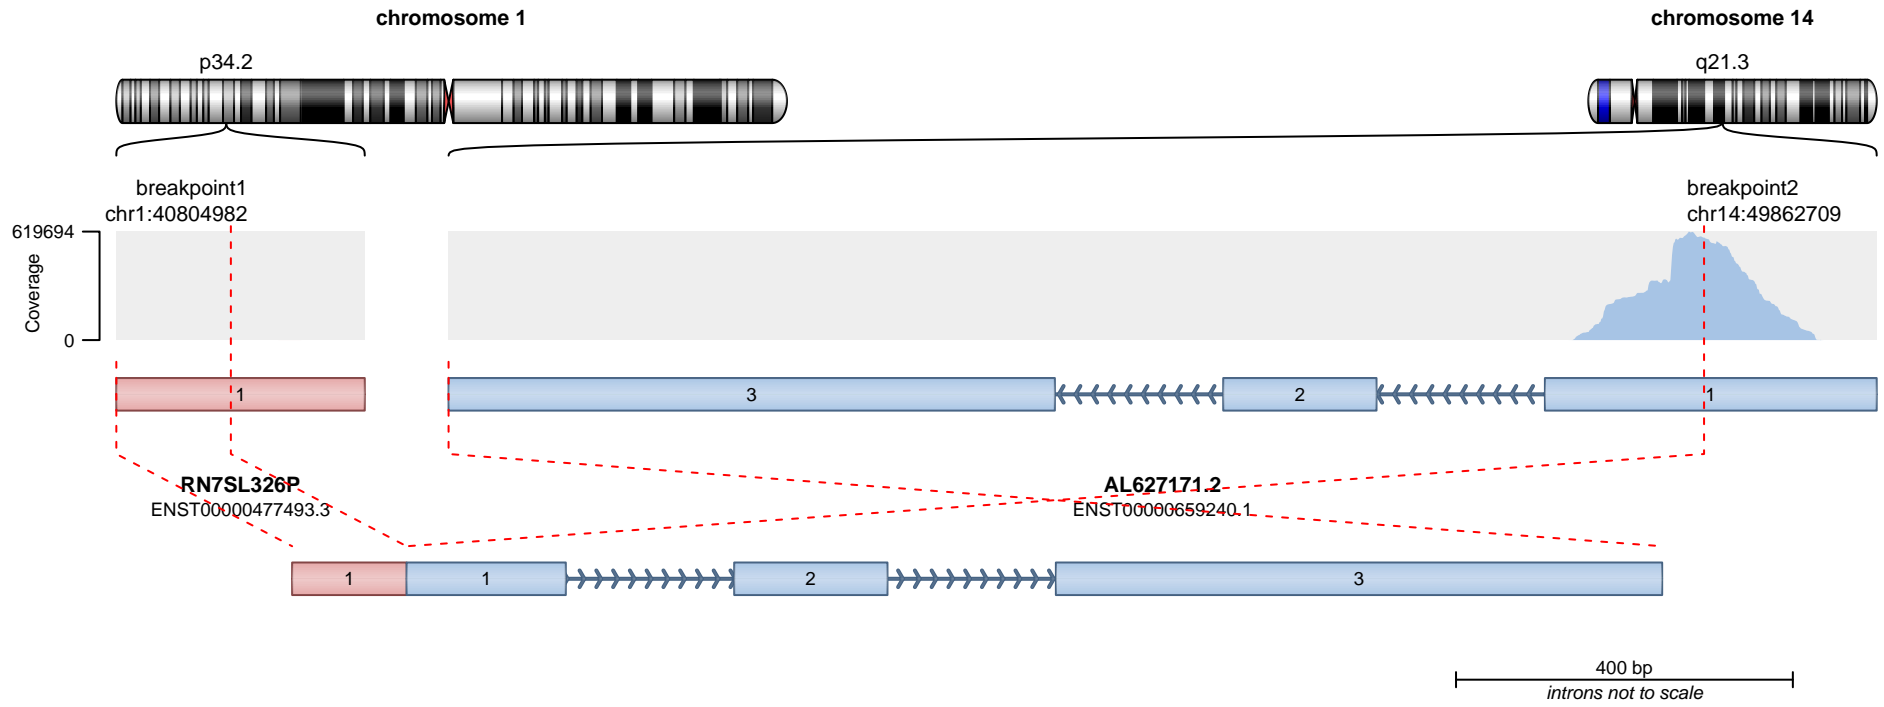 chromosome 1
chromosome 14
p34.2
q21.3
breakpoint1
chr1:40804982
breakpoint2
chr14:49862709
619694
Coverage
0
1
3
2
1
RN7SL326P
ENST00000477493.3
AL627171.2
ENST00000659240.1
1
1
2
3
400 bp
introns not to scale